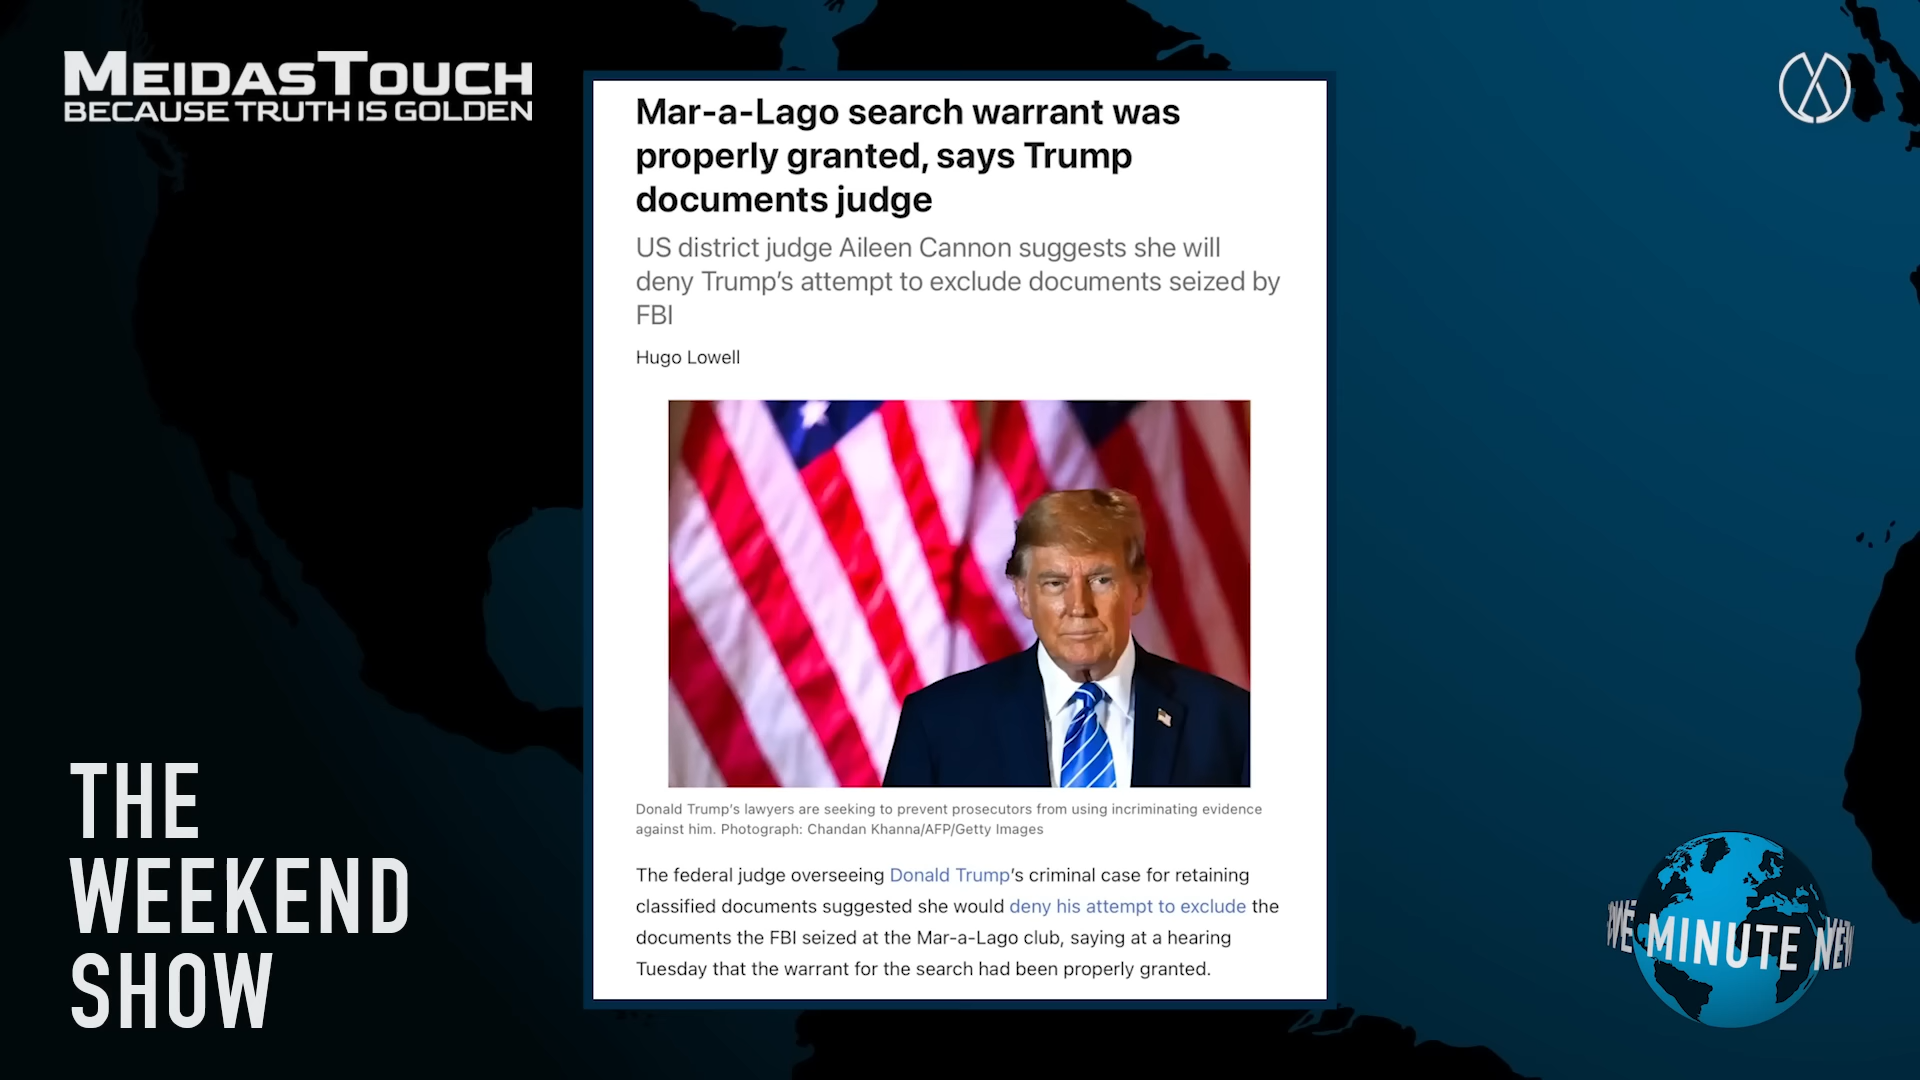 MEIDASTOUCH
BECAUSE TRUTH IS GOLDEN
Mar-a-Lago search warrant was
properly granted, says Trump
documents judge
US district judge Aileen Cannon suggests she will
deny Trump's attempt to exclude documents seized by
FBI
Hugo Lowell
Donald Trump's lawyers are seeking to prevent prosecutors from using incriminating evidence
against him. Photograph: Chandan Khanna/AFP/Getty Images
The federal judge overseeing Donald Trump's criminal case for retaining
classified documents suggested she would deny his attempt to exclude the
documents the FBI seized at the Mar-a-Lago club, saying at a hearing
Tuesday that the warrant for the search had been properly granted.
THE
WEEKEND
SHOW
MINUTE